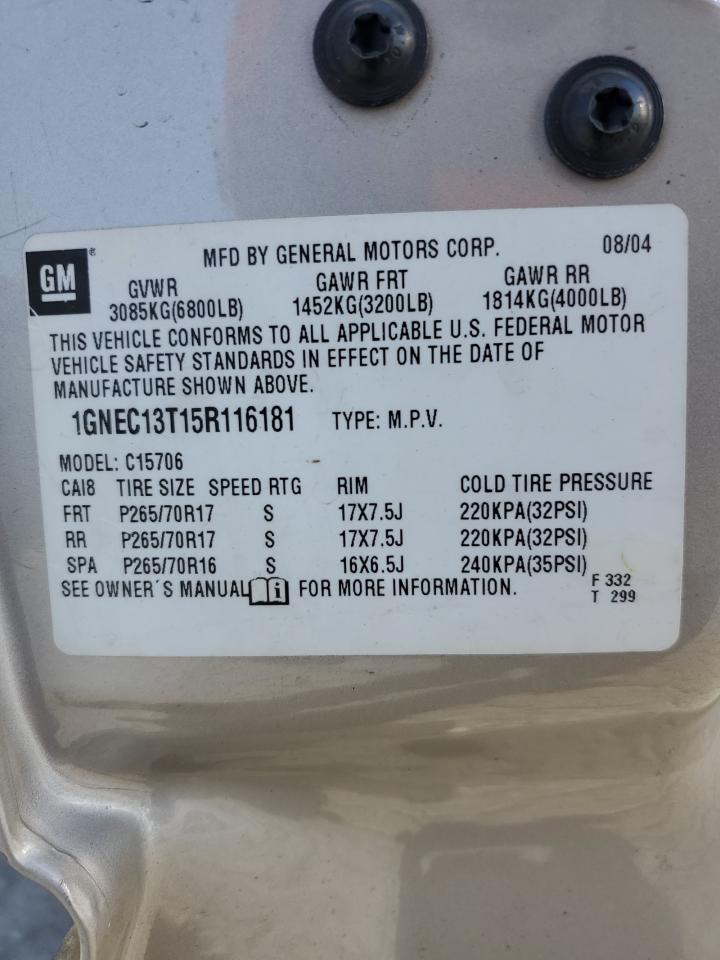 GM®
MFD BY GENERAL MOTORS CORP. 08/04
GVWR GAWR FRT GAWR RR
3085KG(6800LB) 1452KG(3200LB) 1814KG(4000LB)
THIS VEHICLE CONFORMS TO ALL APPLICABLE U.S. FEDERAL MOTOR
VEHICLE SAFETY STANDARDS IN EFFECT ON THE DATE OF
MANUFACTURE SHOWN ABOVE.
1GNEC13T15R116181 TYPE: M.P.V.
MODEL: C15706
CAI8 TIRE SIZE SPEED RTG RIM COLD TIRE PRESSURE
FRT P265/70R17 S 17X7.5J 220KPA(32PSI)
RR P265/70R17 S 17X7.5J 220KPA(32PSI)
SPA P265/70R16 S 16X6.5J 240KPA(35PSI)
SEE OWNER´S MANUAL FOR MORE INFORMATION.
F 332
T 299